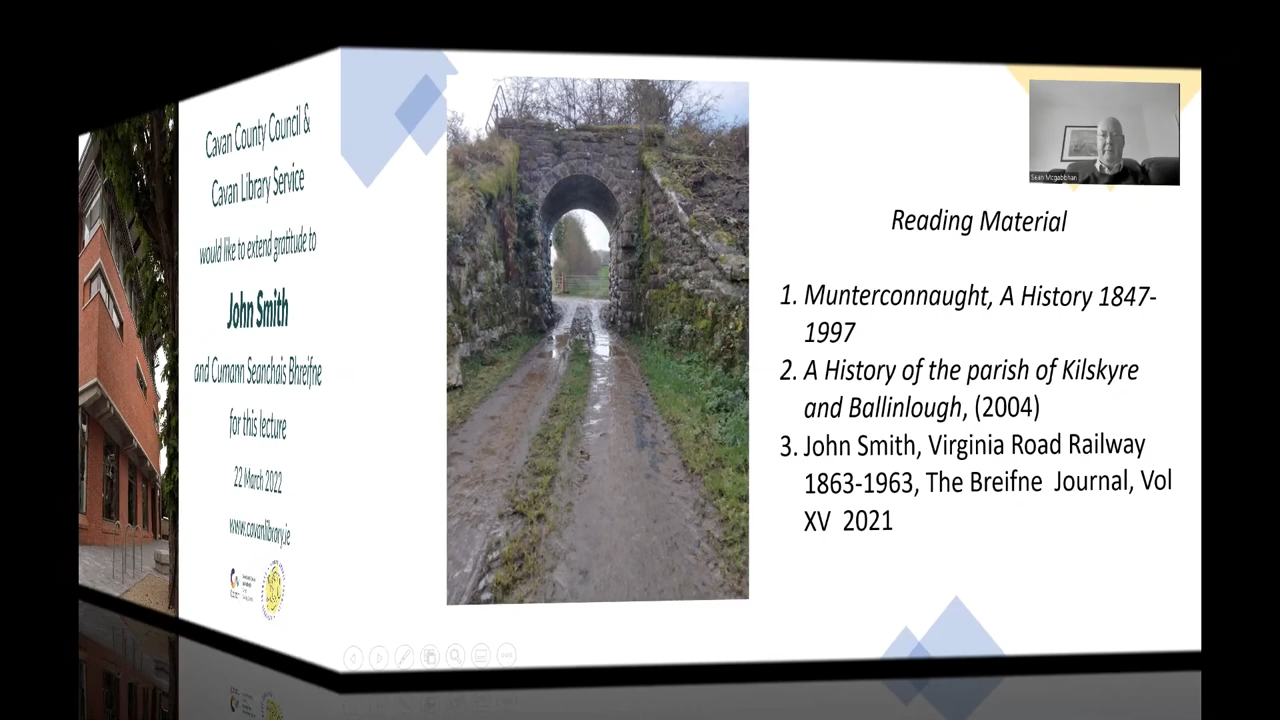 Cavan County Council &
Cavan Library Service
would like to extend gratitude to
John Smith
and Cumann Seanchais Bhreifne
for this lecture
22 March 2022
www.cavanlibrary.ie
Sean Mcgabbhan
Reading Material
1. Munterconnaught, A History 1847-
1997
2. A History of the parish of Kilskyre
and Ballinlough, (2004)
3. John Smith, Virginia Road Railway
1863-1963, The Breifne Journal, Vol
XV 2021